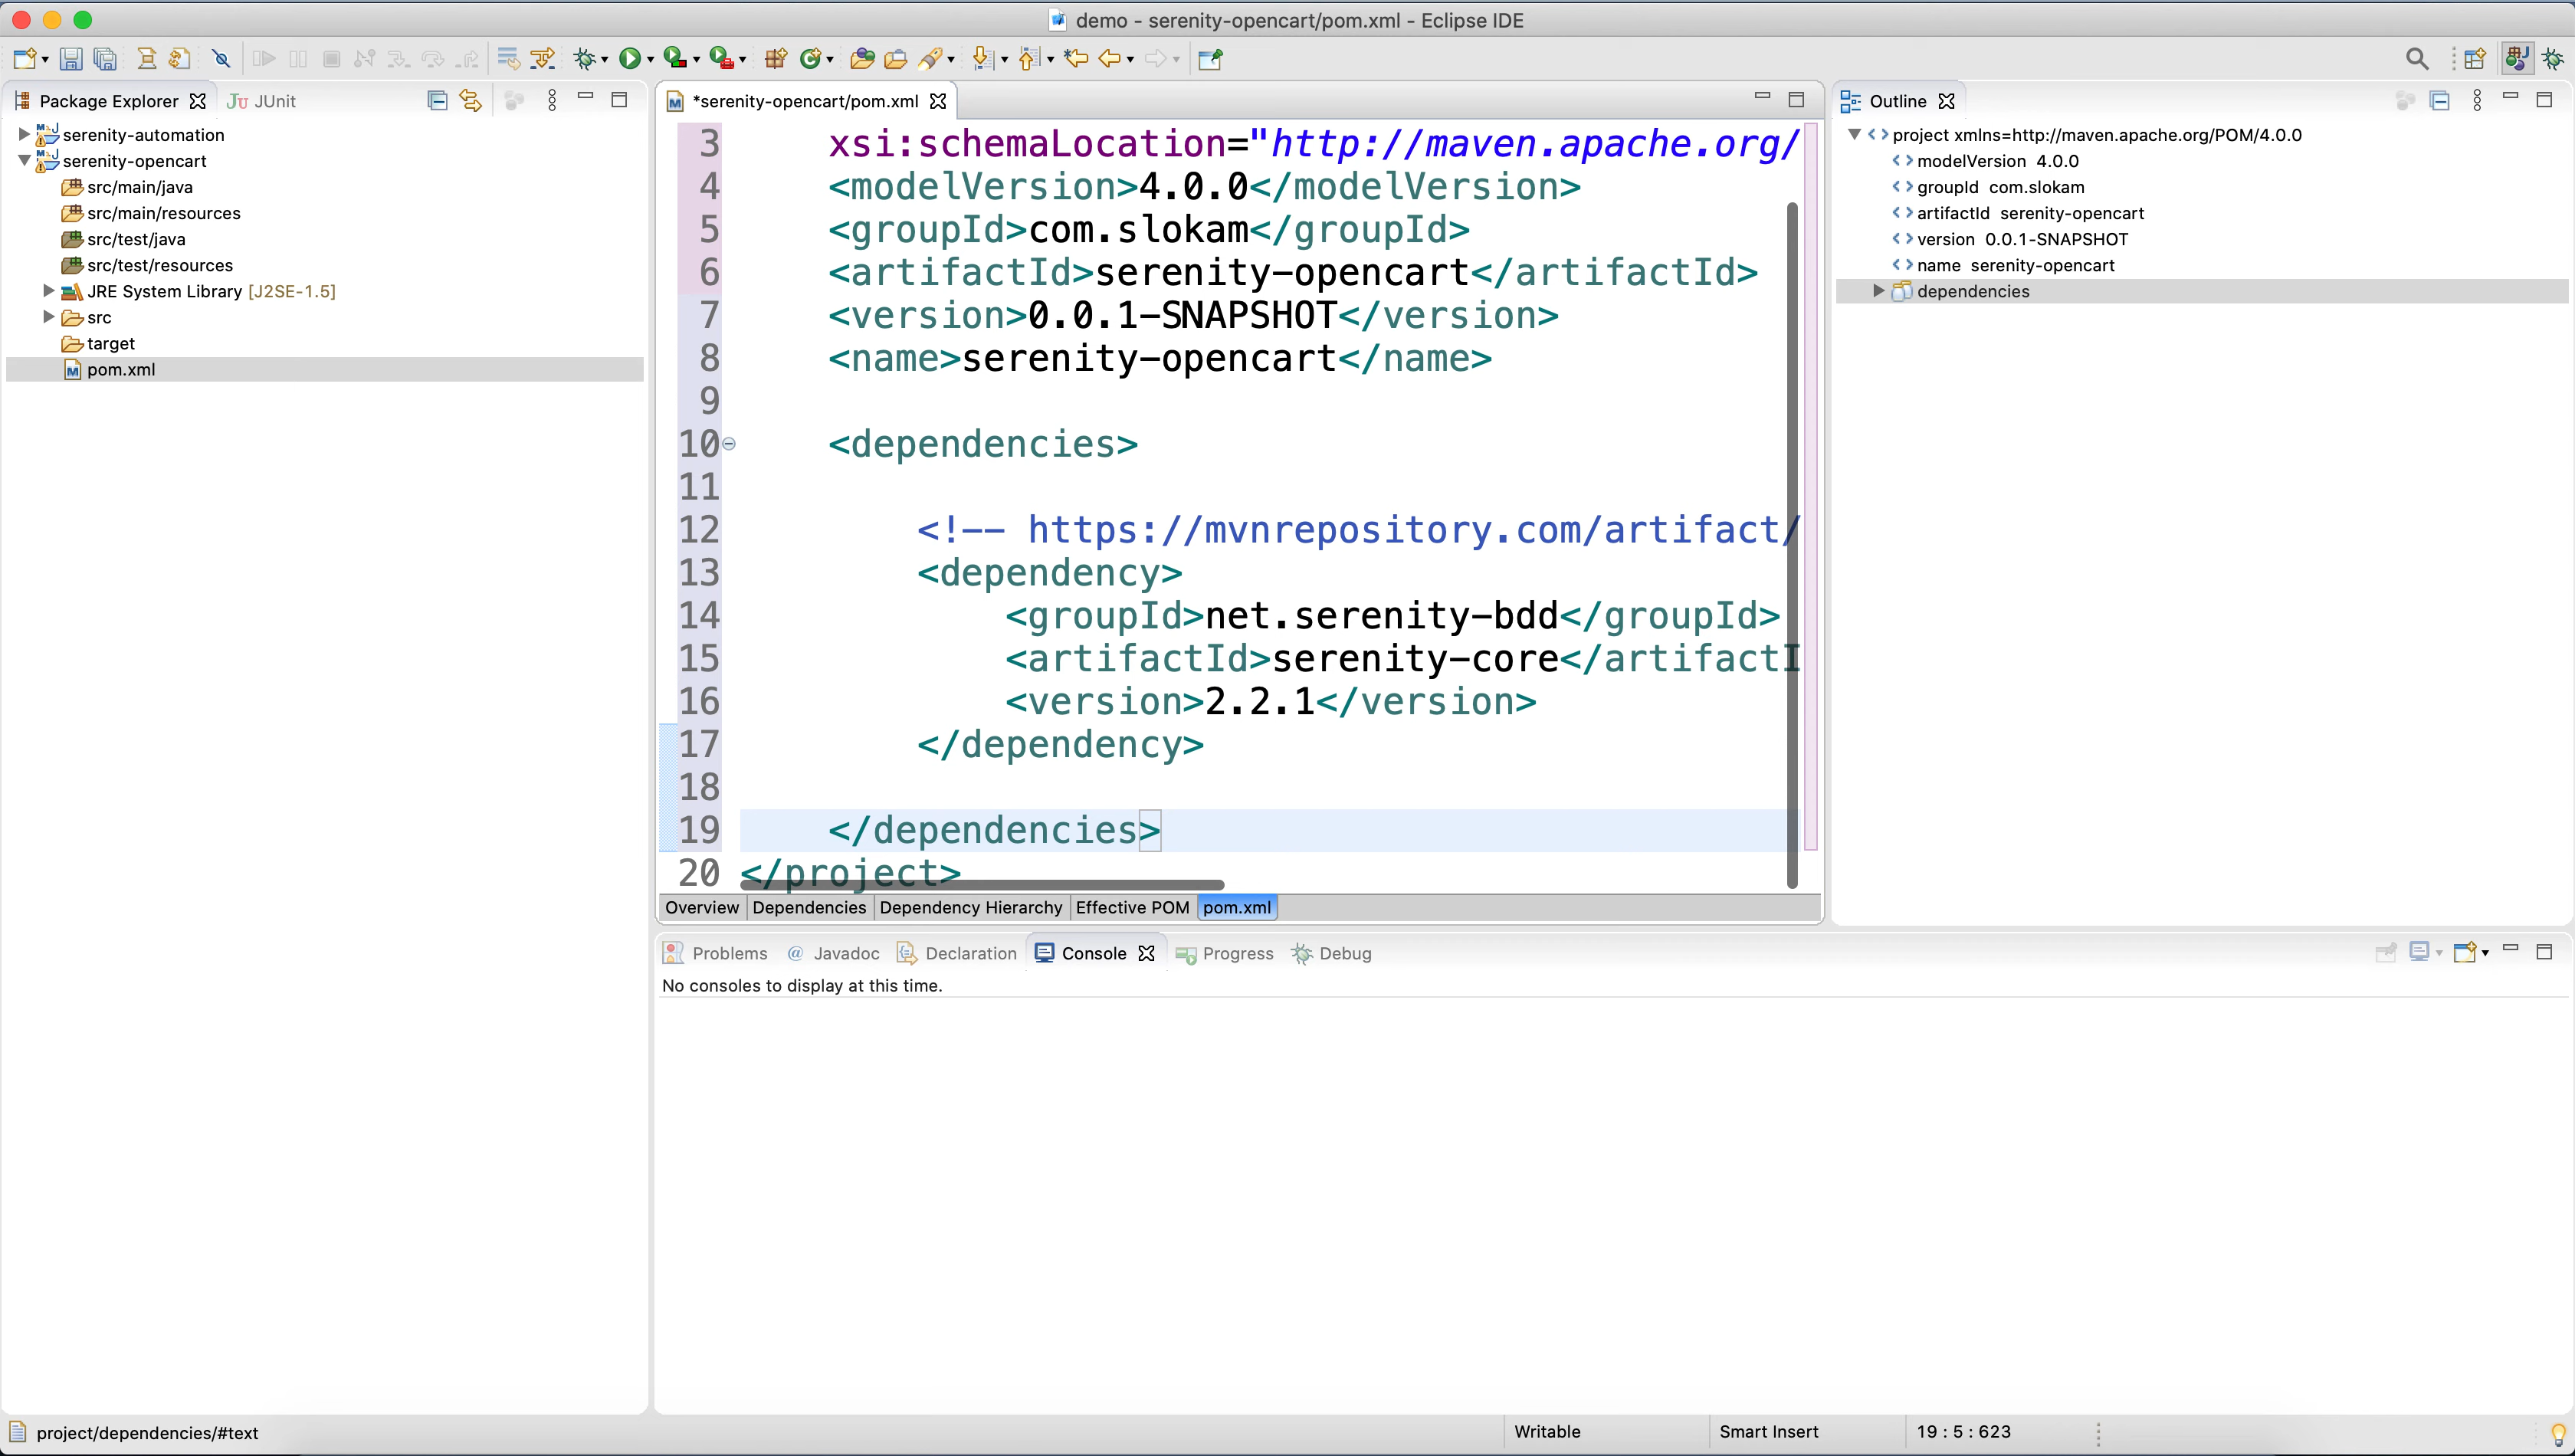 demo - serenity-opencart/pom.xml - Eclipse IDE
Package Explorer
JUnit
serenity-automation
serenity-opencart
src/main/java
src/main/resources
src/test/java
src/test/resources
JRE System Library [J2SE-1.5]
src
target
pom.xml
*serenity-opencart/pom.xml
3 xsi:schemaLocation="http://maven.apache.org/
4 <modelVersion>4.0.0</modelVersion>
5 <groupId>com.slokam</groupId>
6 <artifactId>serenity-opencart</artifactId>
7 <version>0.0.1-SNAPSHOT</version>
8 <name>serenity-opencart</name>
9
10 <dependencies>
11
12 <!-- https://mvnrepository.com/artifact/
13 <dependency>
14 <groupId>net.serenity-bdd</groupId>
15 <artifactId>serenity-core</artifactI
16 <version>2.2.1</version>
17 </dependency>
18
19 </dependencies>
20 </project>
Overview Dependencies Dependency Hierarchy Effective POM pom.xml
Outline
project xmlns=http://maven.apache.org/POM/4.0.0
modelVersion 4.0.0
groupId com.slokam
artifactId serenity-opencart
version 0.0.1-SNAPSHOT
name serenity-opencart
dependencies
Problems @ Javadoc Declaration Console Progress Debug
No consoles to display at this time.
project/dependencies/#text
Writable
Smart Insert
19 : 5 : 623